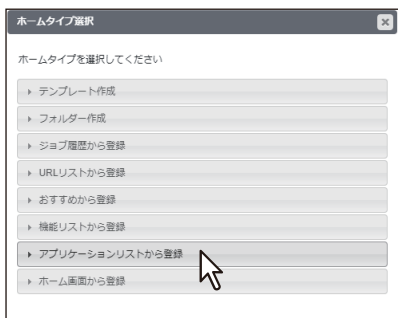 ホームタイプ選択
ホームタイプを選択してください
テンプレート作成
フォルダー作成
ジョブ履歴から登録
URLリストから登録
おすすめから登録
機能リストから登録
アプリケーションリストから登録
ホーム画面から登録